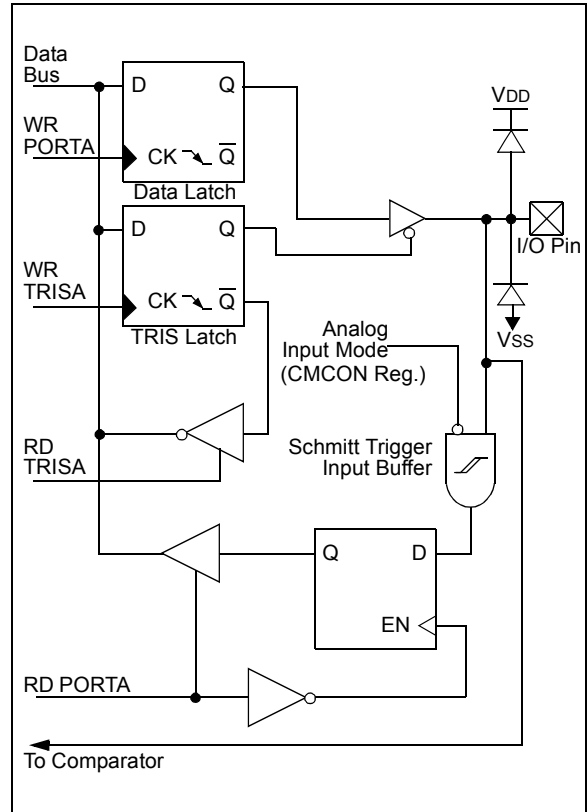 Data
Bus
D Q
VDD
WR
PORTA
CK Q
Data Latch
D Q
I/O Pin
WR
TRISA
CK Q
TRIS Latch
VSS
Analog
Input Mode
(CMCON Reg.)
RD
TRISA
Schmitt Trigger
Input Buffer
Q D
EN
RD PORTA
To Comparator